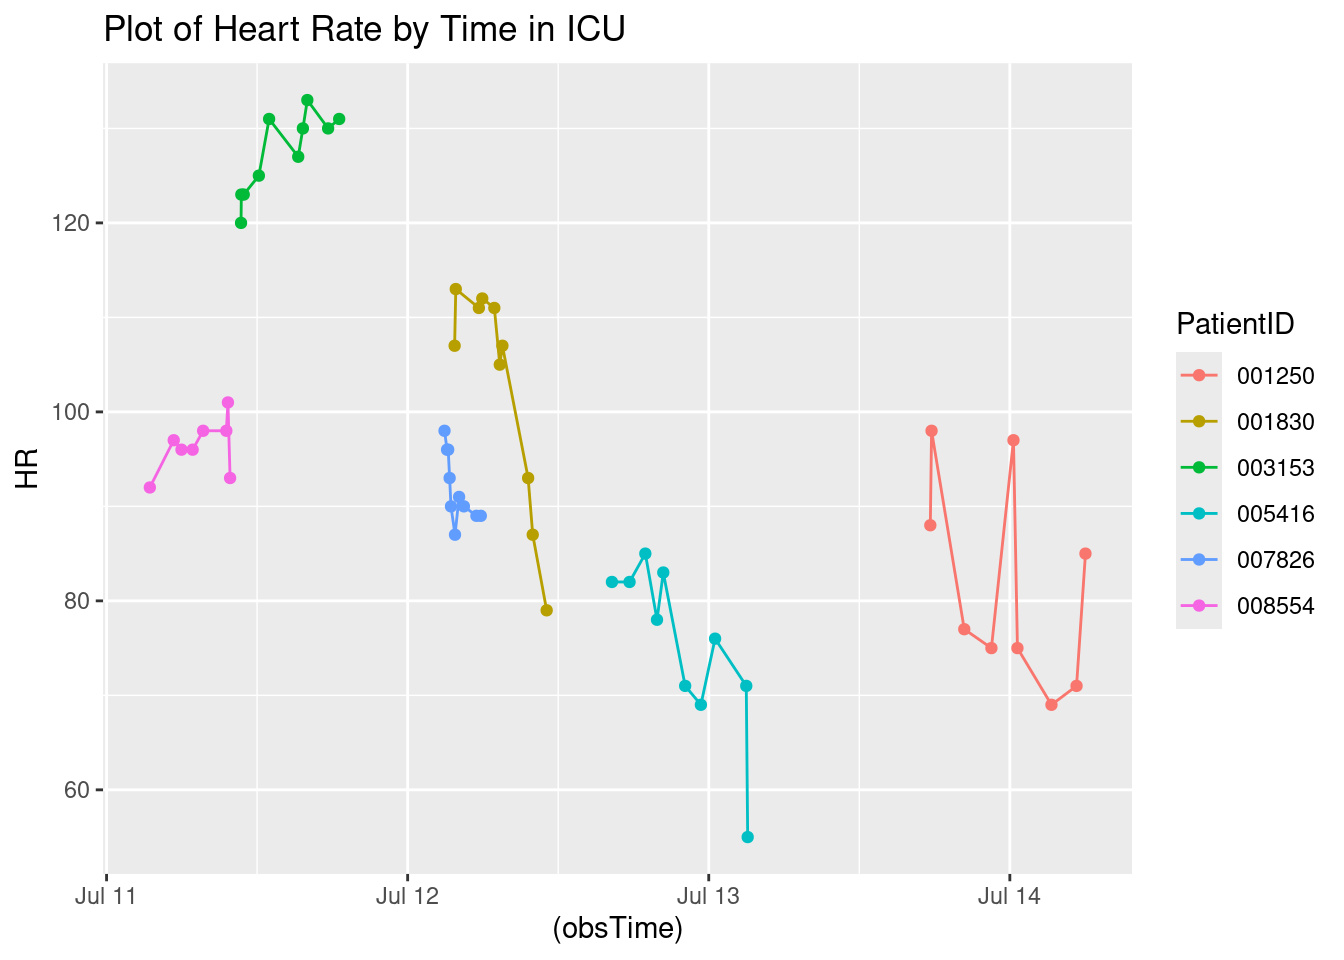 Plot of Heart Rate by Time in ICU
HR
120
100
80
60
Jul 11
Jul 12
Jul 13
Jul 14
(obsTime)
PatientID
001250
001830
003153
005416
007826
008554